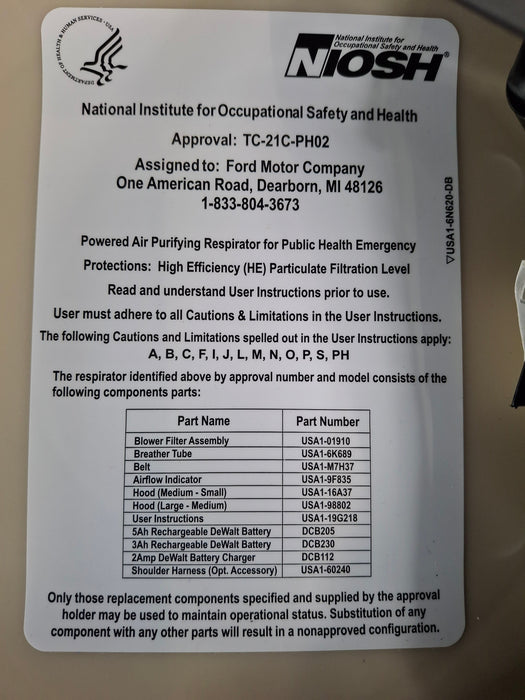 DEPARTMENT OF HEALTH & HUMAN SERVICES · USA
National Institute for
Occupational Safety and Health
NIOSH®
National Institute for Occupational Safety and Health
Approval: TC-21C-PH02
Assigned to: Ford Motor Company
One American Road, Dearborn, MI 48126
1-833-804-3673
▽USA1-6N620-DB
Powered Air Purifying Respirator for Public Health Emergency
Protections: High Efficiency (HE) Particulate Filtration Level
Read and understand User Instructions prior to use.
User must adhere to all Cautions & Limitations in the User Instructions.
The following Cautions and Limitations spelled out in the User Instructions apply:
A, B, C, F, I, J, L, M, N, O, P, S, PH
The respirator identified above by approval number and model consists of the
following components parts:
Part Name Part Number
Blower Filter Assembly USA1-01910
Breather Tube USA1-6K689
Belt USA1-M7H37
Airflow Indicator USA1-9F835
Hood (Medium - Small) USA1-16A37
Hood (Large - Medium) USA1-98802
User Instructions USA1-19G218
5Ah Rechargeable DeWalt Battery DCB205
3Ah Rechargeable DeWalt Battery DCB230
2Amp DeWalt Battery Charger DCB112
Shoulder Harness (Opt. Accessory) USA1-60240
Only those replacement components specified and supplied by the approval
holder may be used to maintain operational status. Substitution of any
component with any other parts will result in a nonapproved configuration.